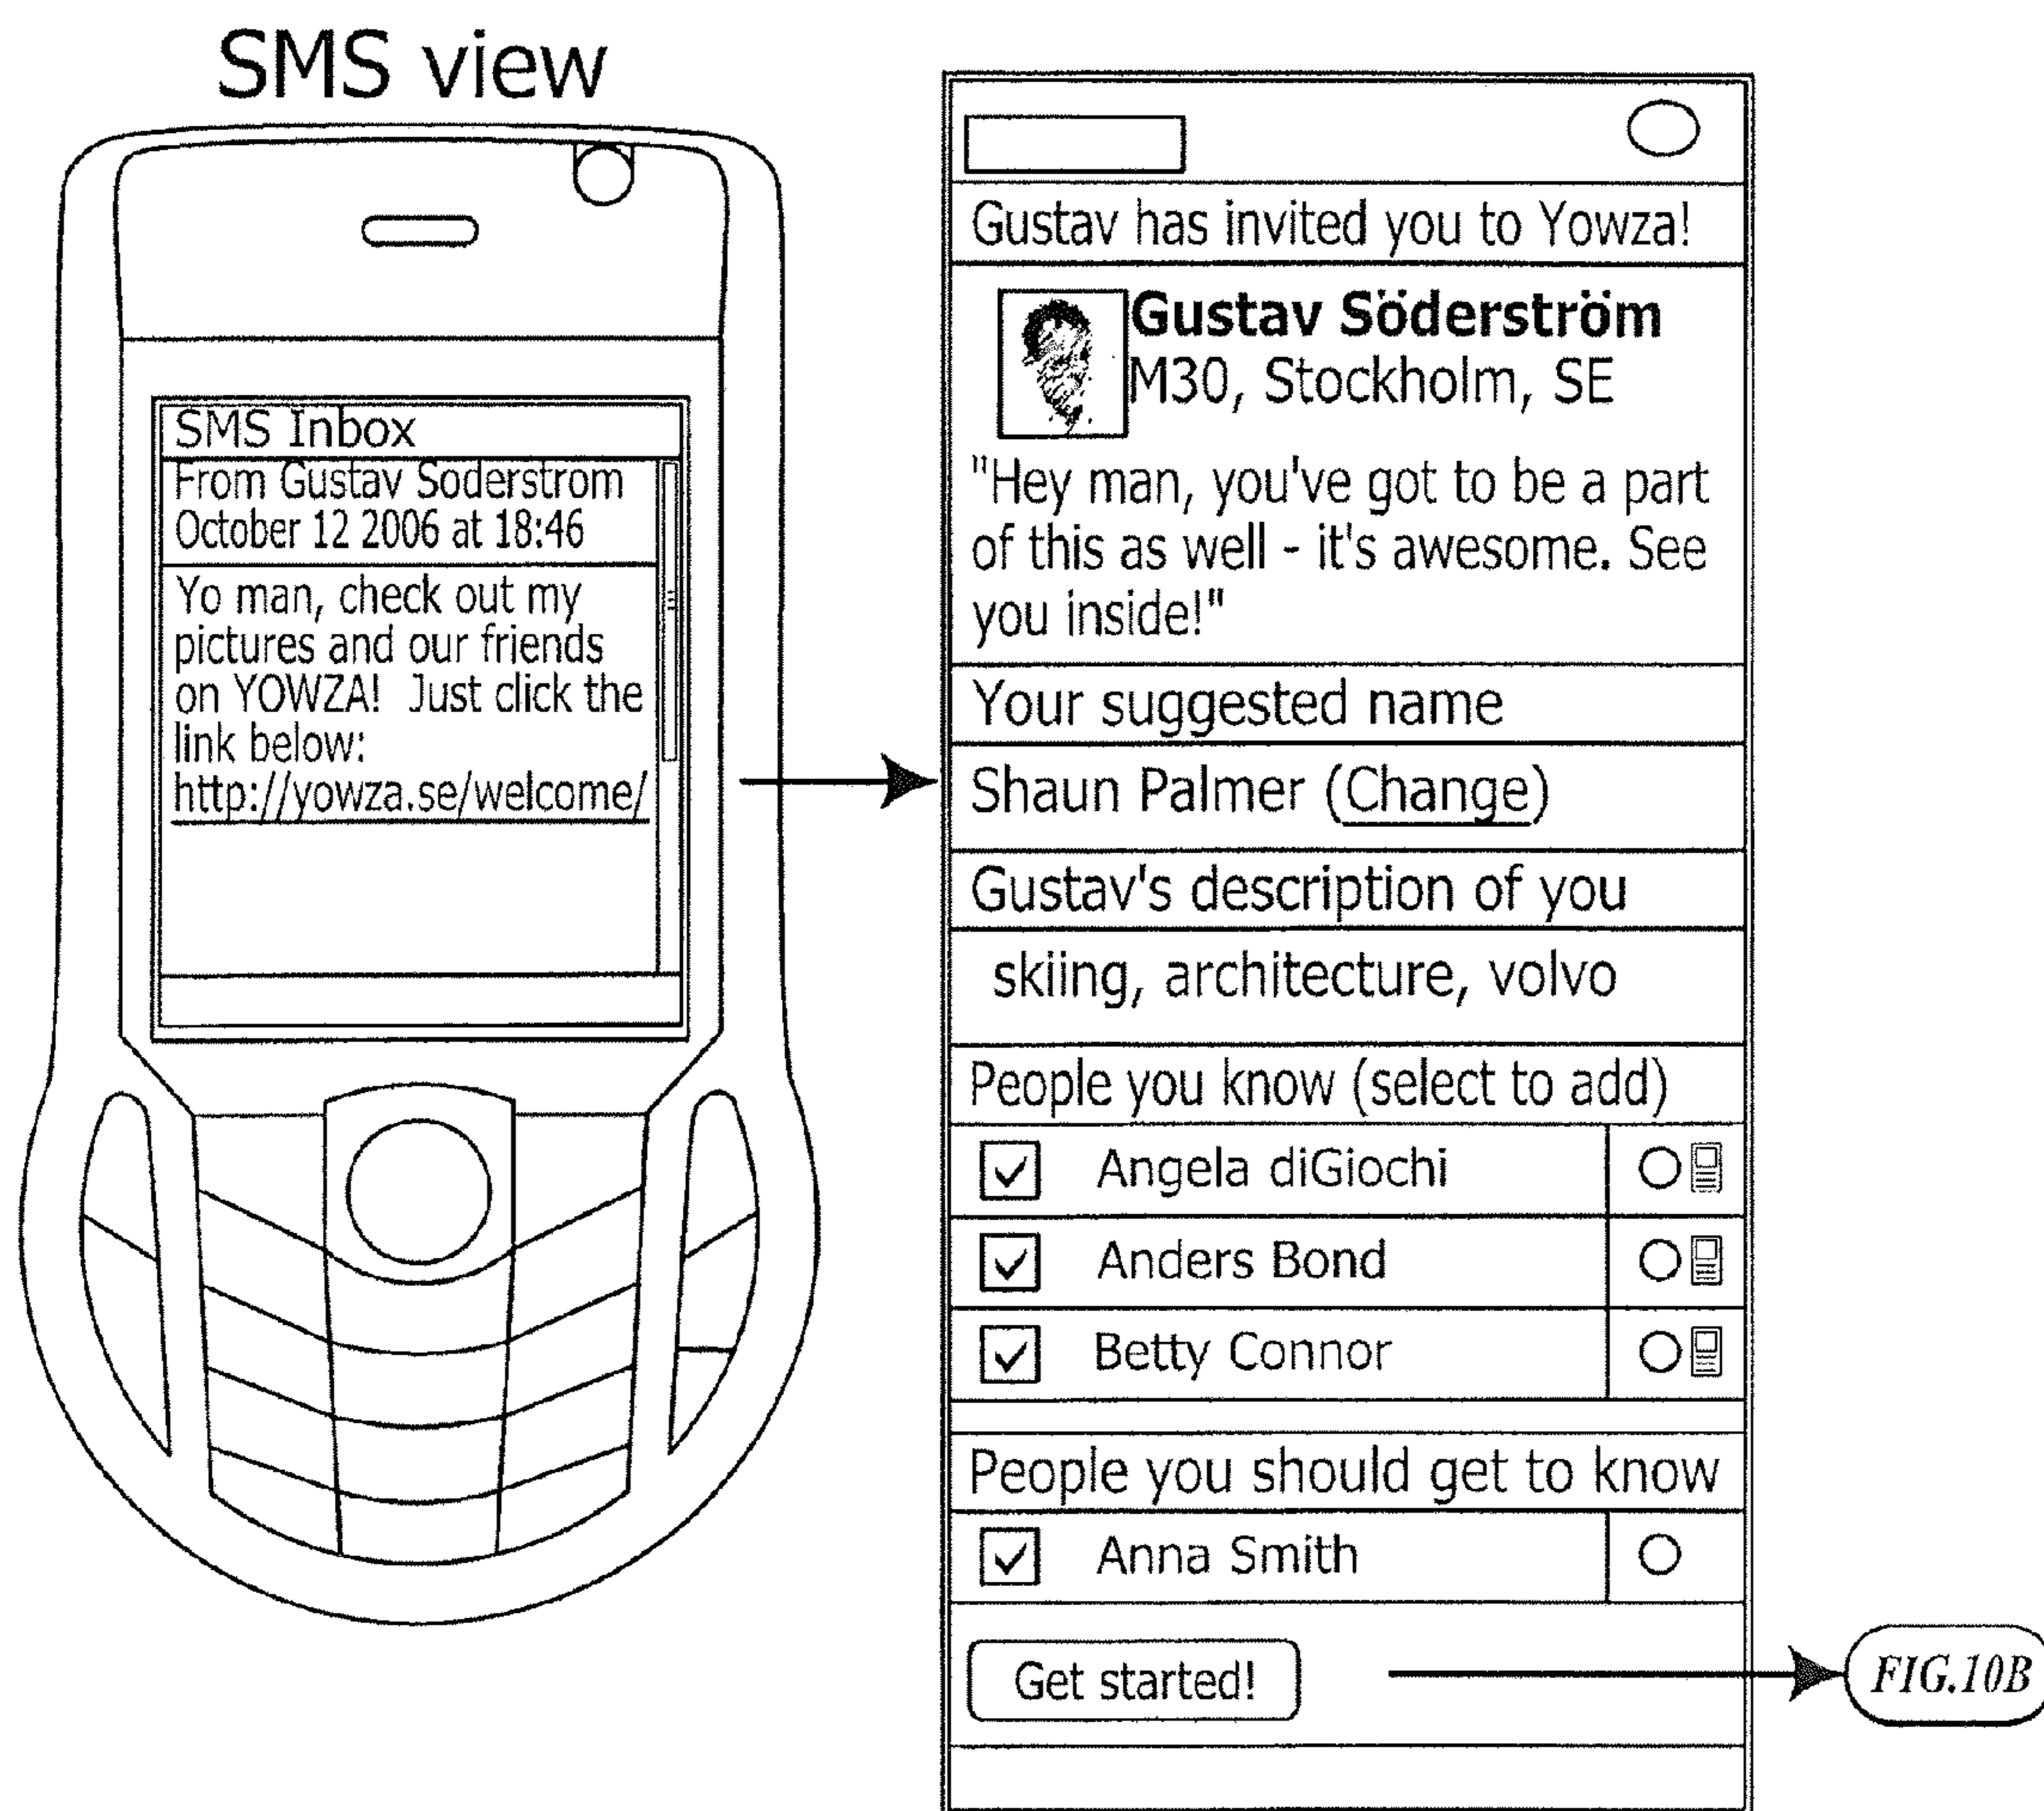 SMS view
SMS Inbox
From Gustav Soderstrom
October 12 2006 at 18:46
Yo man, check out my
pictures and our friends
on YOWZA!  Just click the
link below:
http://yowza.se/welcome/
Gustav has invited you to Yowza!
Gustav Söderström
M30, Stockholm, SE
"Hey man, you've got to be a part
of this as well - it's awesome. See
you inside!"
Your suggested name
Shaun Palmer (Change)
Gustav's description of you
skiing, architecture, volvo
People you know (select to add)
Angela diGiochi
Anders Bond
Betty Connor
People you should get to know
Anna Smith
Get started!
FIG.10B